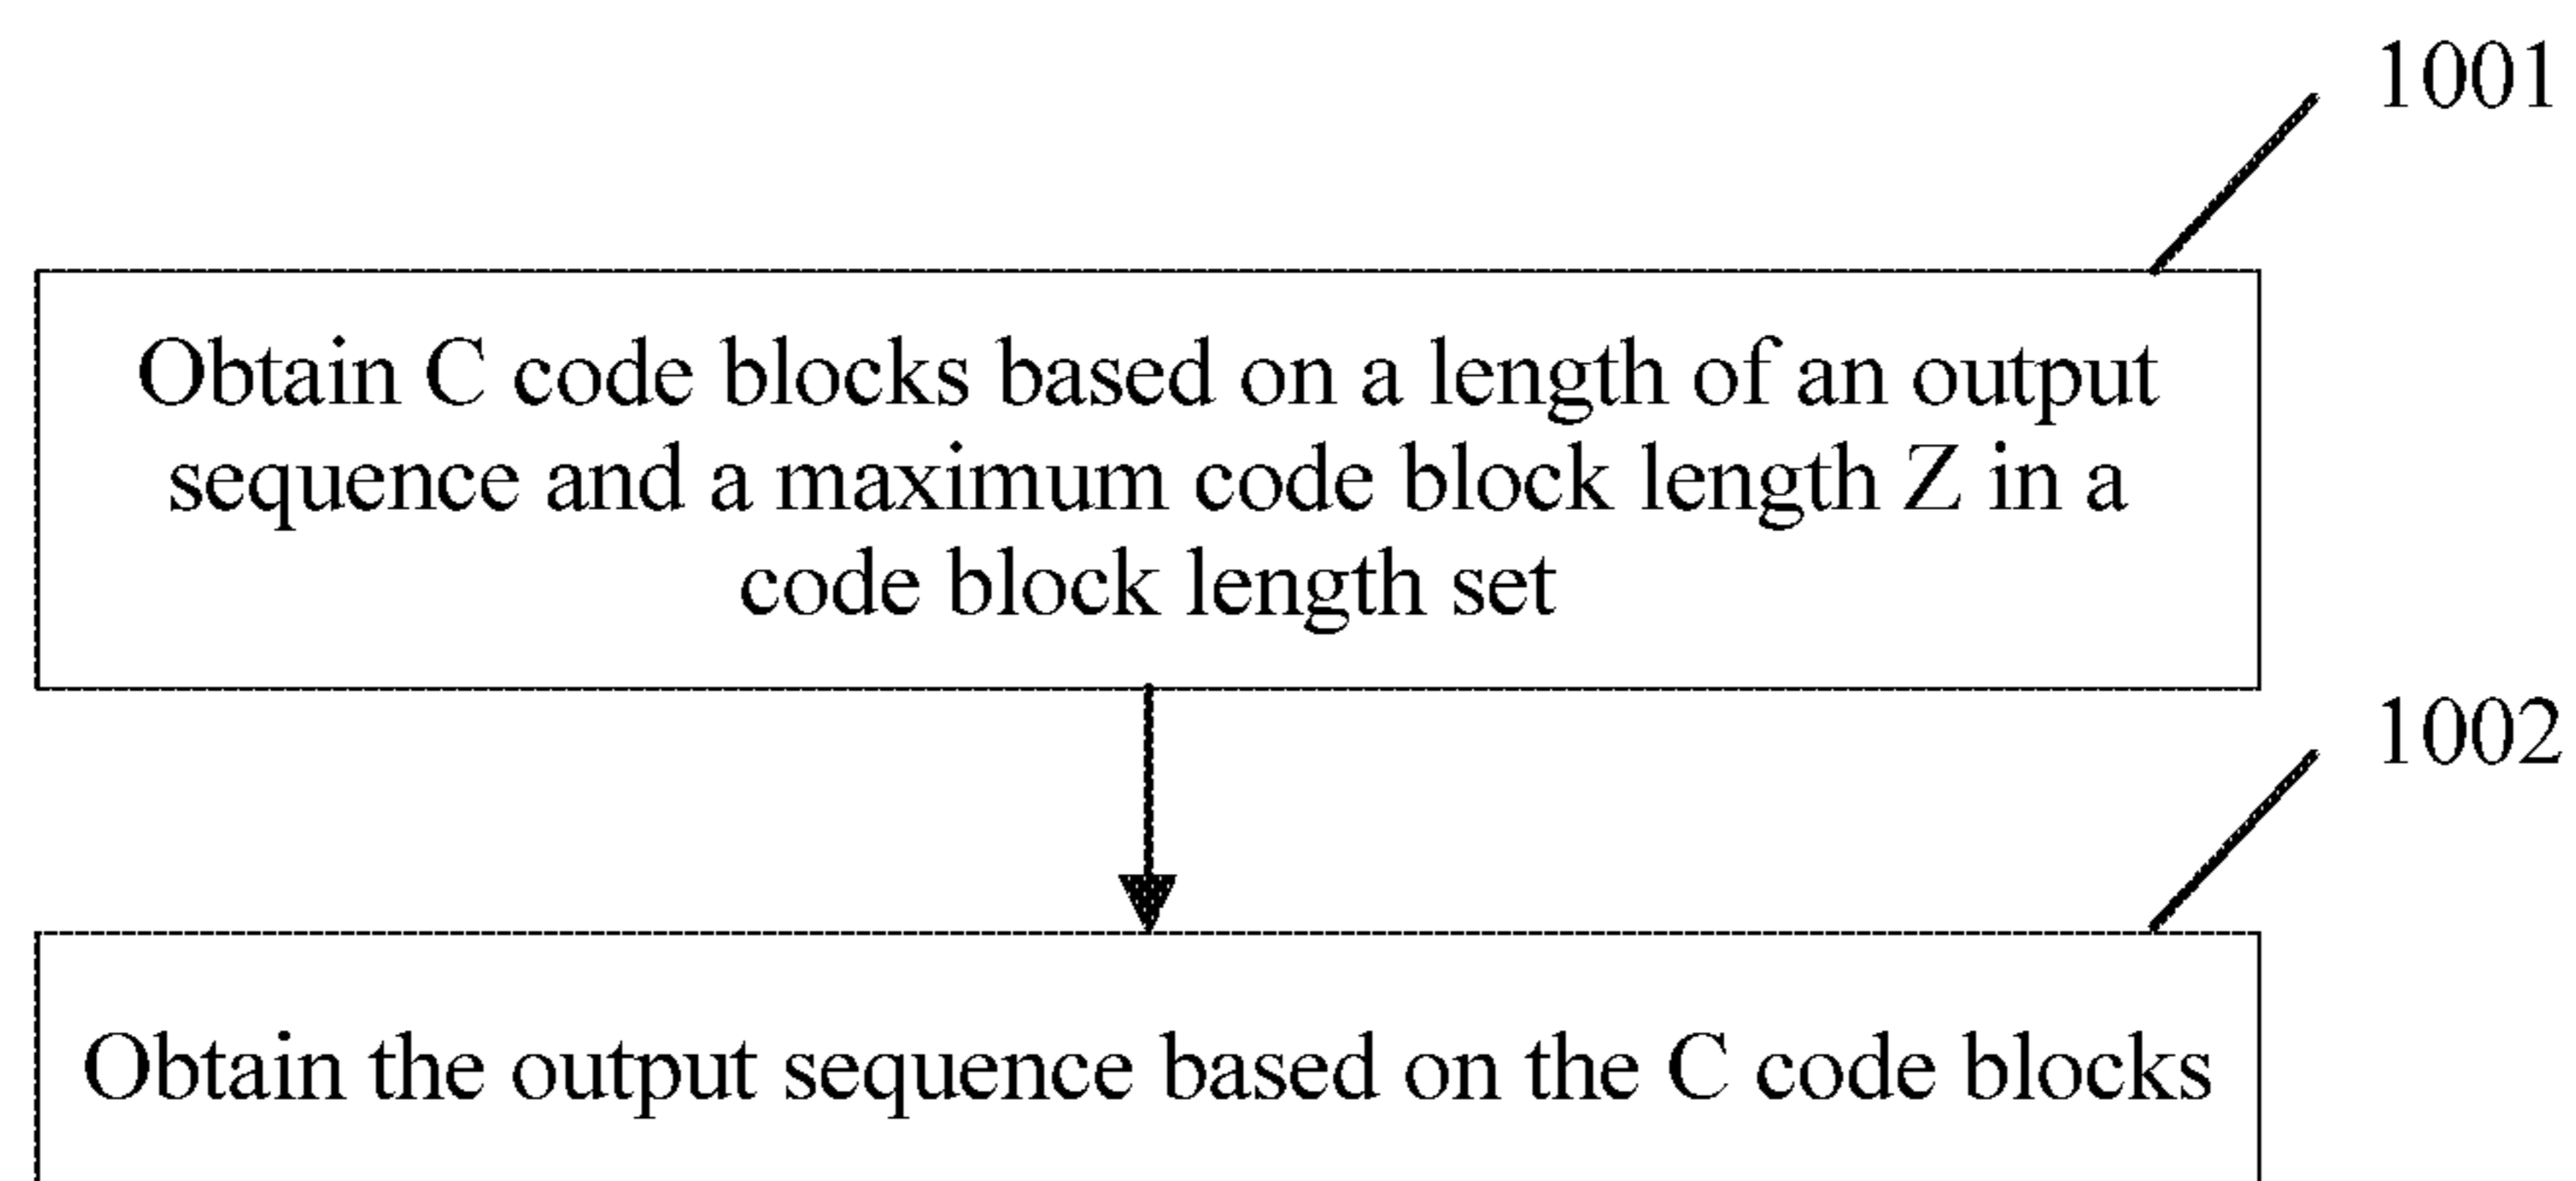 1001
Obtain C code blocks based on a length of an output
sequence and a maximum code block length Z in a
code block length set
1002
Obtain the output sequence based on the C code blocks